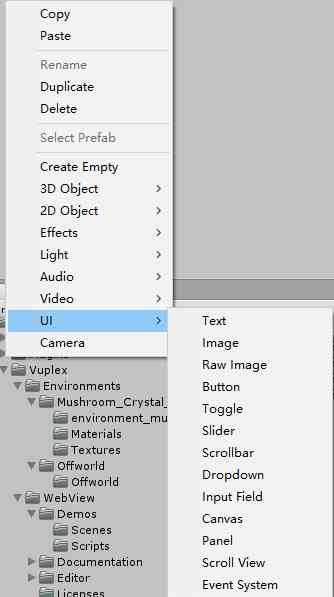 Copy
Paste
Rename
Duplicate
Delete
Select Prefab
Create Empty
3D Object
2D Object
Effects
Light
Audio
Video
UI
Camera
Text
Image
Raw Image
Button
Toggle
Slider
Scrollbar
Dropdown
Input Field
Canvas
Panel
Scroll View
Event System
Vuplex
Environments
Mushroom_Crystal_
environment_mu
Materials
Textures
Offworld
Offworld
WebView
Demos
Scenes
Scripts
Documentation
Editor
Licenses